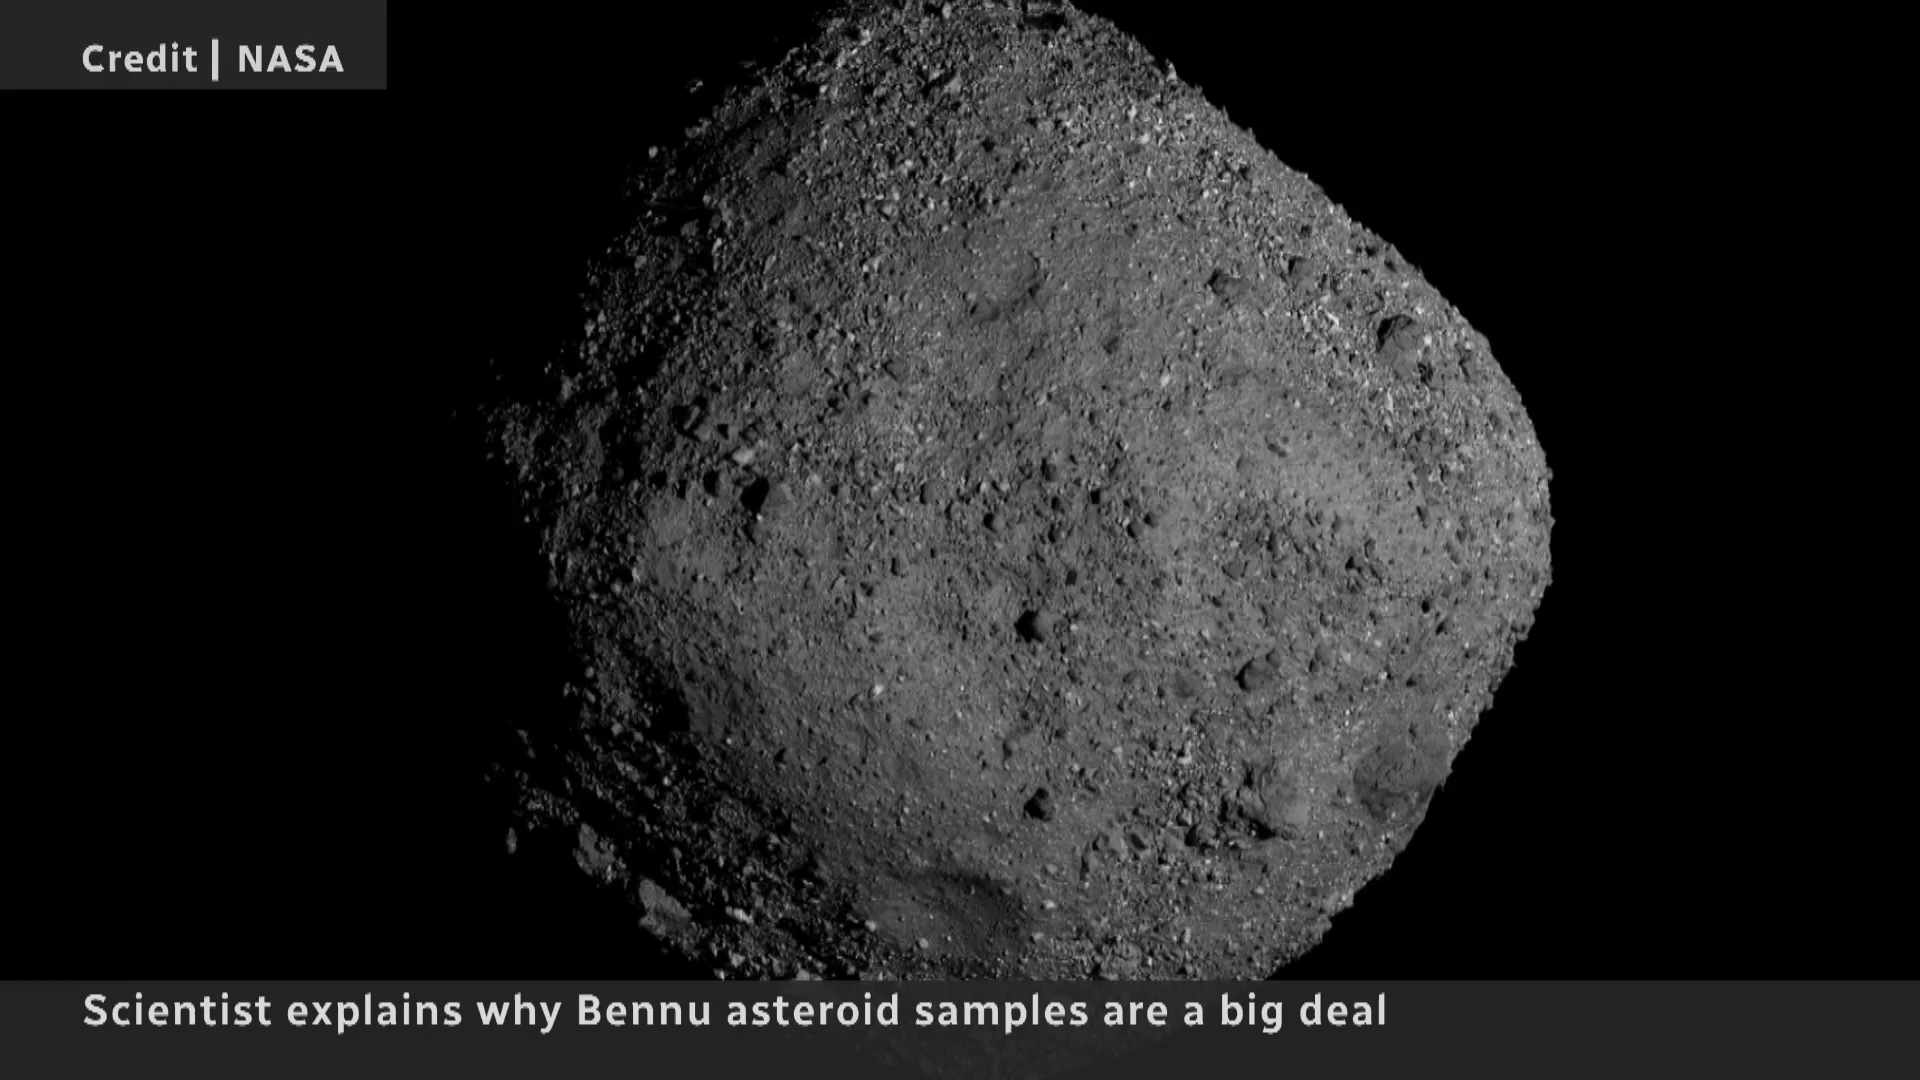 Credit | NASA
Scientist explains why Bennu asteroid samples are a big deal